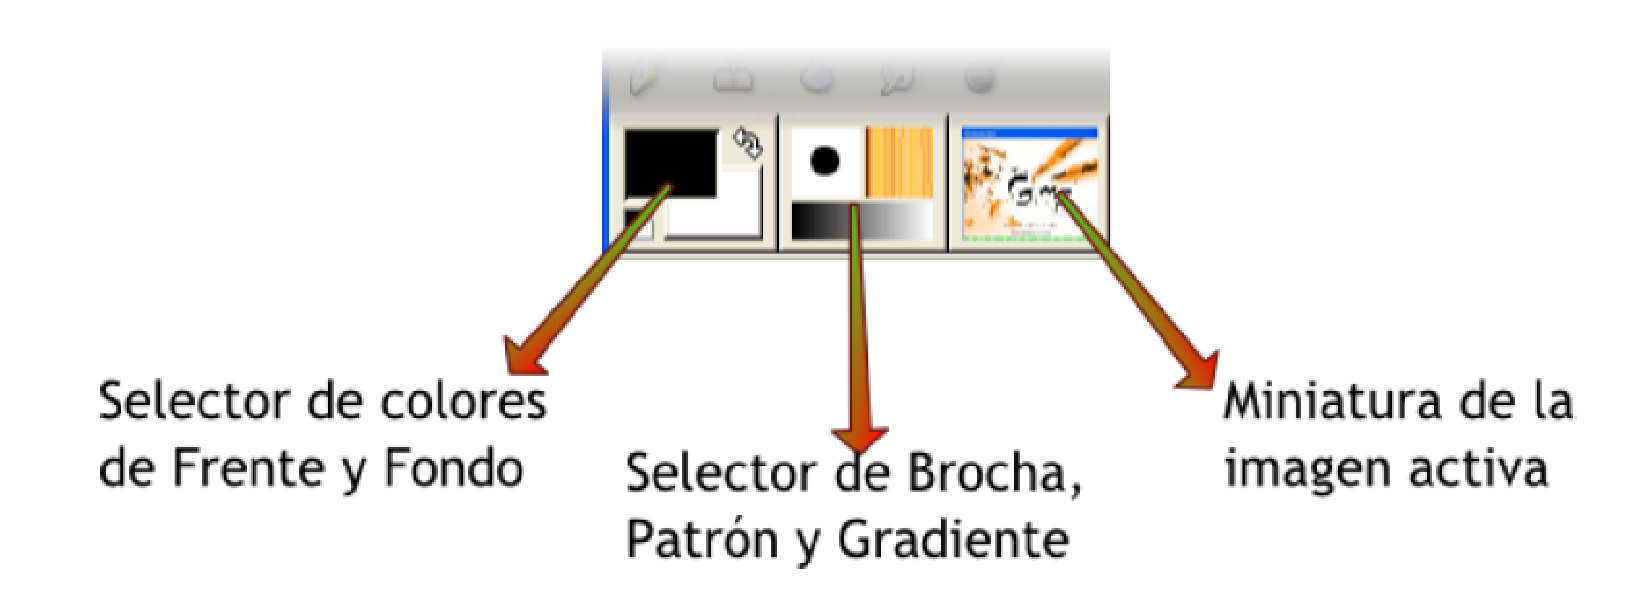 Selector de colores
de Frente y Fondo
Selector de Brocha,
Patrón y Gradiente
Miniatura de la
imagen activa